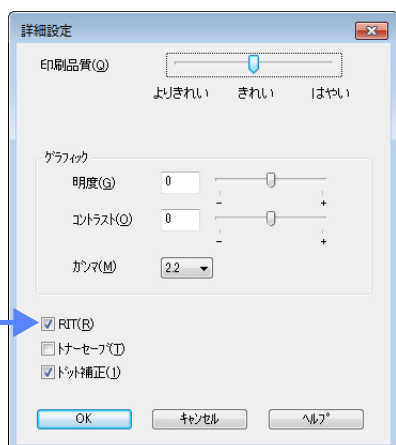 詳細設定
印刷品質(Q)
よりきれい きれい はやい
グラフィック
明度(G) 0
- +
コントラスト(O) 0
- +
ガンマ(M) 2.2
RIT(R)
トナーセーブ(T)
ドット補正(1)
OK キャンセル ヘルプ